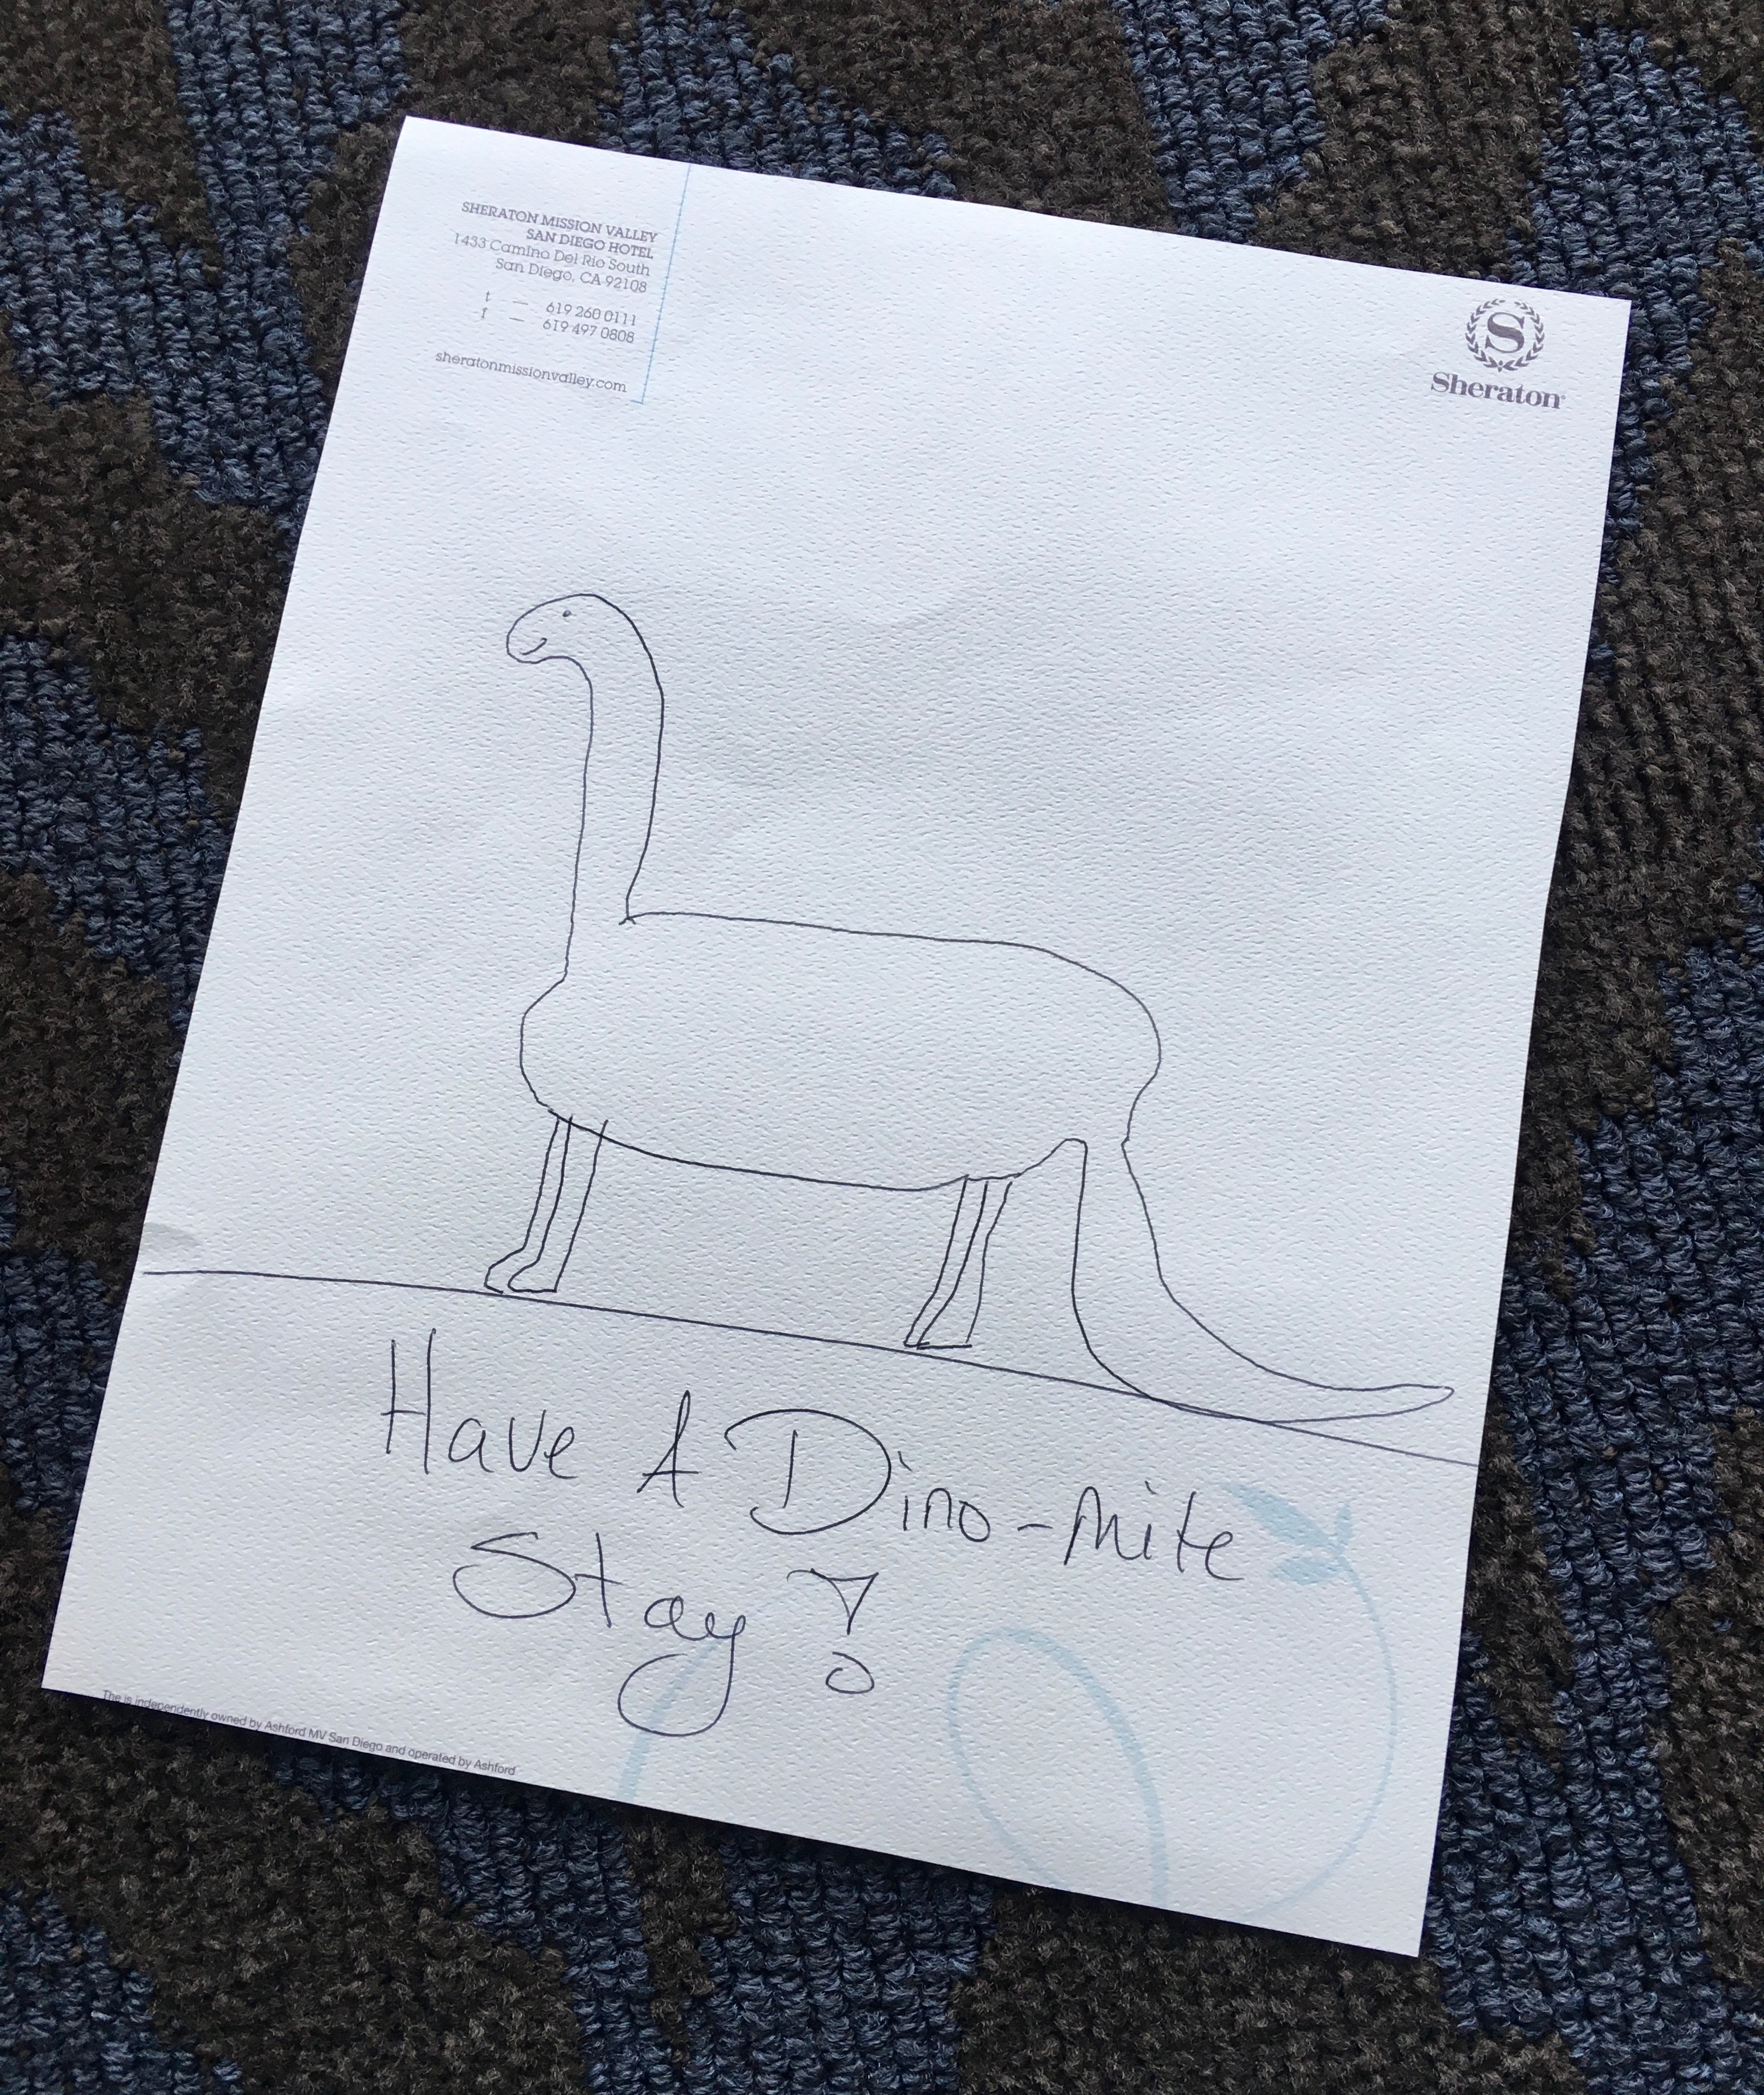 SHERATON MISSION VALLEY
SAN DIEGO HOTEL
1433 Camino Del Rio South
San Diego, CA 92108
t — 619 260 0111
f — 619 497 0808
sheratonmissionvalley.com
S
Sheraton
Have A Dino-mite
Stay!
The is independently owned by Ashford MV San Diego and operated by Ashford